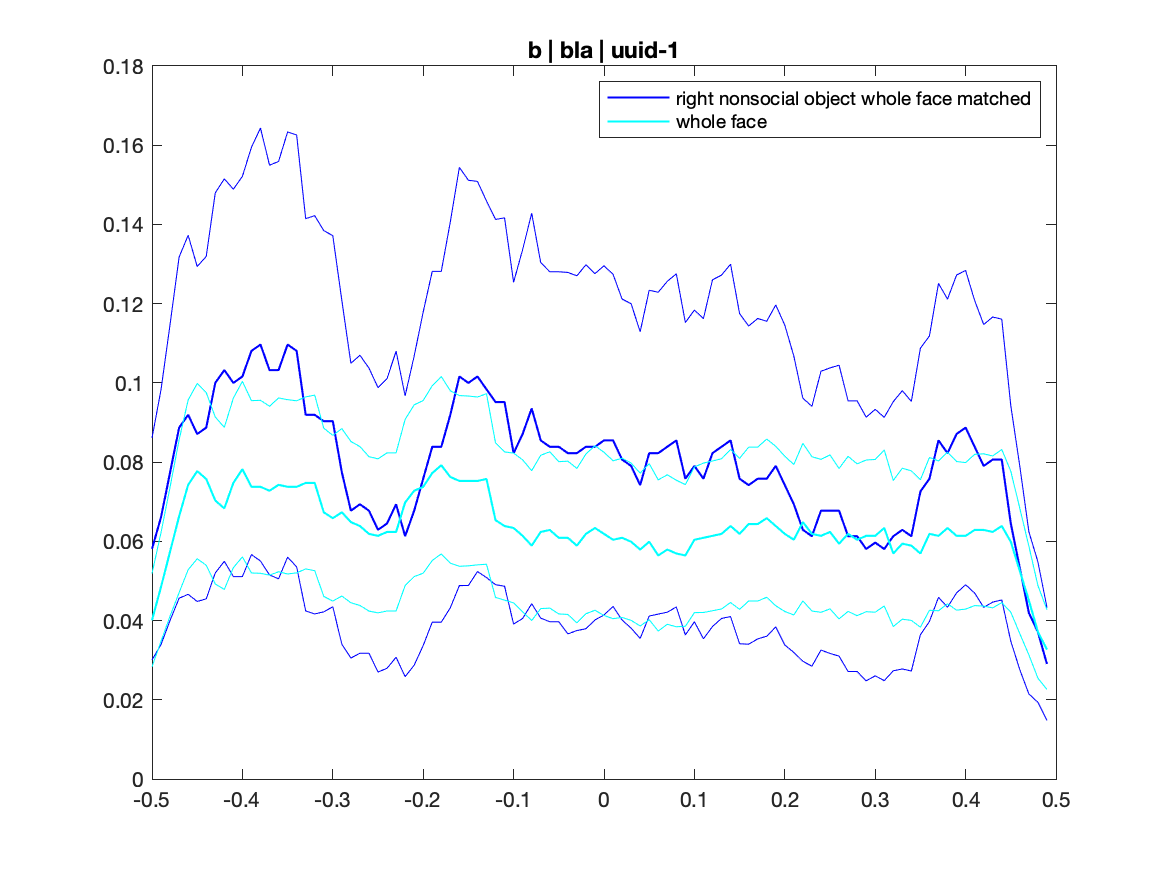 b | bla | uuid-1
right nonsocial object whole face matched
whole face
0.18
0.16
0.14
0.12
0.1
0.08
0.06
0.04
0.02
0
-0.5 -0.4 -0.3 -0.2 -0.1 0 0.1 0.2 0.3 0.4 0.5